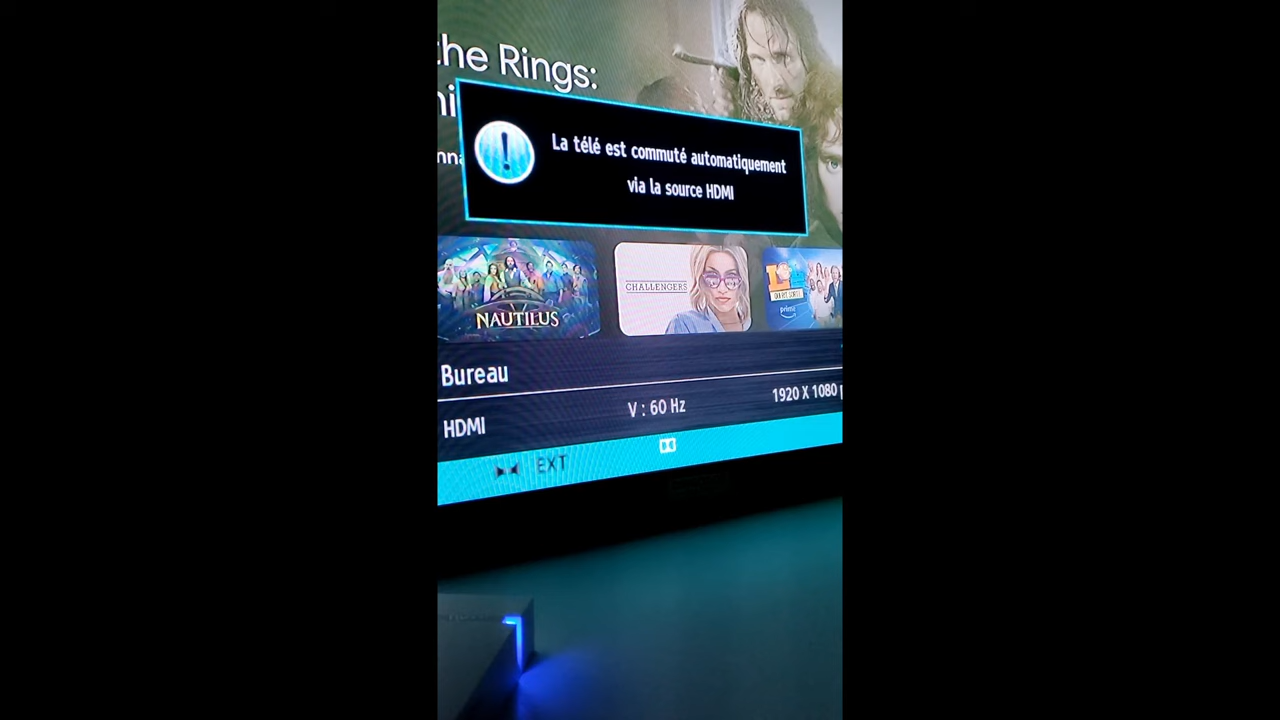 the Rings:
La télé est commuté automatiquement
via la source HDMI
NAUTILUS
CHALLENGERS
prime
Bureau
HDMI
V : 60 Hz
1920 X 1080
EXT